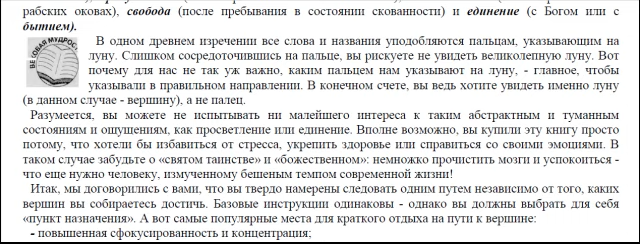 рабских оковах), свобода (после пребывания в состоянии скованности) и единение (с Богом или с
бытием).
ВЕКОВАЯ МУДРОСТЬ
В одном древнем изречении все слова и названия уподобляются пальцам, указывающим на
луну. Слишком сосредоточившись на пальце, вы рискуете не увидеть великолепную луну. Вот
почему для нас не так уж важно, каким пальцем нам указывают на луну, - главное, чтобы
указывали в правильном направлении. В конечном счете, вы ведь хотите увидеть именно луну
(в данном случае - вершину), а не палец.
Разумеется, вы можете не испытывать ни малейшего интереса к таким абстрактным и туманным
состояниям и ощущениям, как просветление или единение. Вполне возможно, вы купили эту книгу просто
потому, что хотели бы избавиться от стресса, укрепить здоровье или справиться со своими эмоциями. В
таком случае забудьте о «святом таинстве» и «божественном»: немножко прочистить мозги и успокоиться -
что еще нужно человеку, измученному бешеным темпом современной жизни!
Итак, мы договорились с вами, что вы твердо намерены следовать одним путем независимо от того, каких
вершин вы собираетесь достичь. Базовые инструкции одинаковы - однако вы должны выбрать для себя
«пункт назначения». А вот самые популярные места для краткого отдыха на пути к вершине:
- повышенная сфокусированность и концентрация;